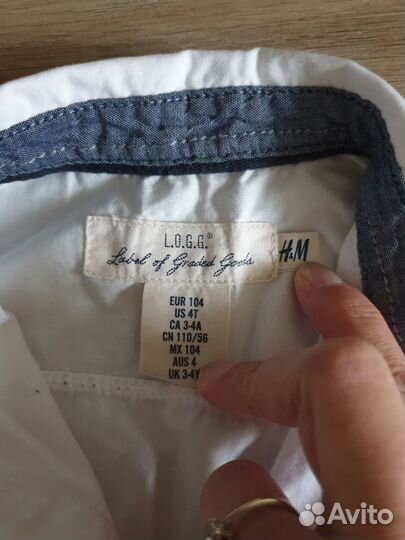 L.O.G.G.®
Label of Graded Goods
H&M
EUR 104
US 4T
CA 3-4A
CN 110/56
MX 104
AUS 4
UK 3-4Y
Avito